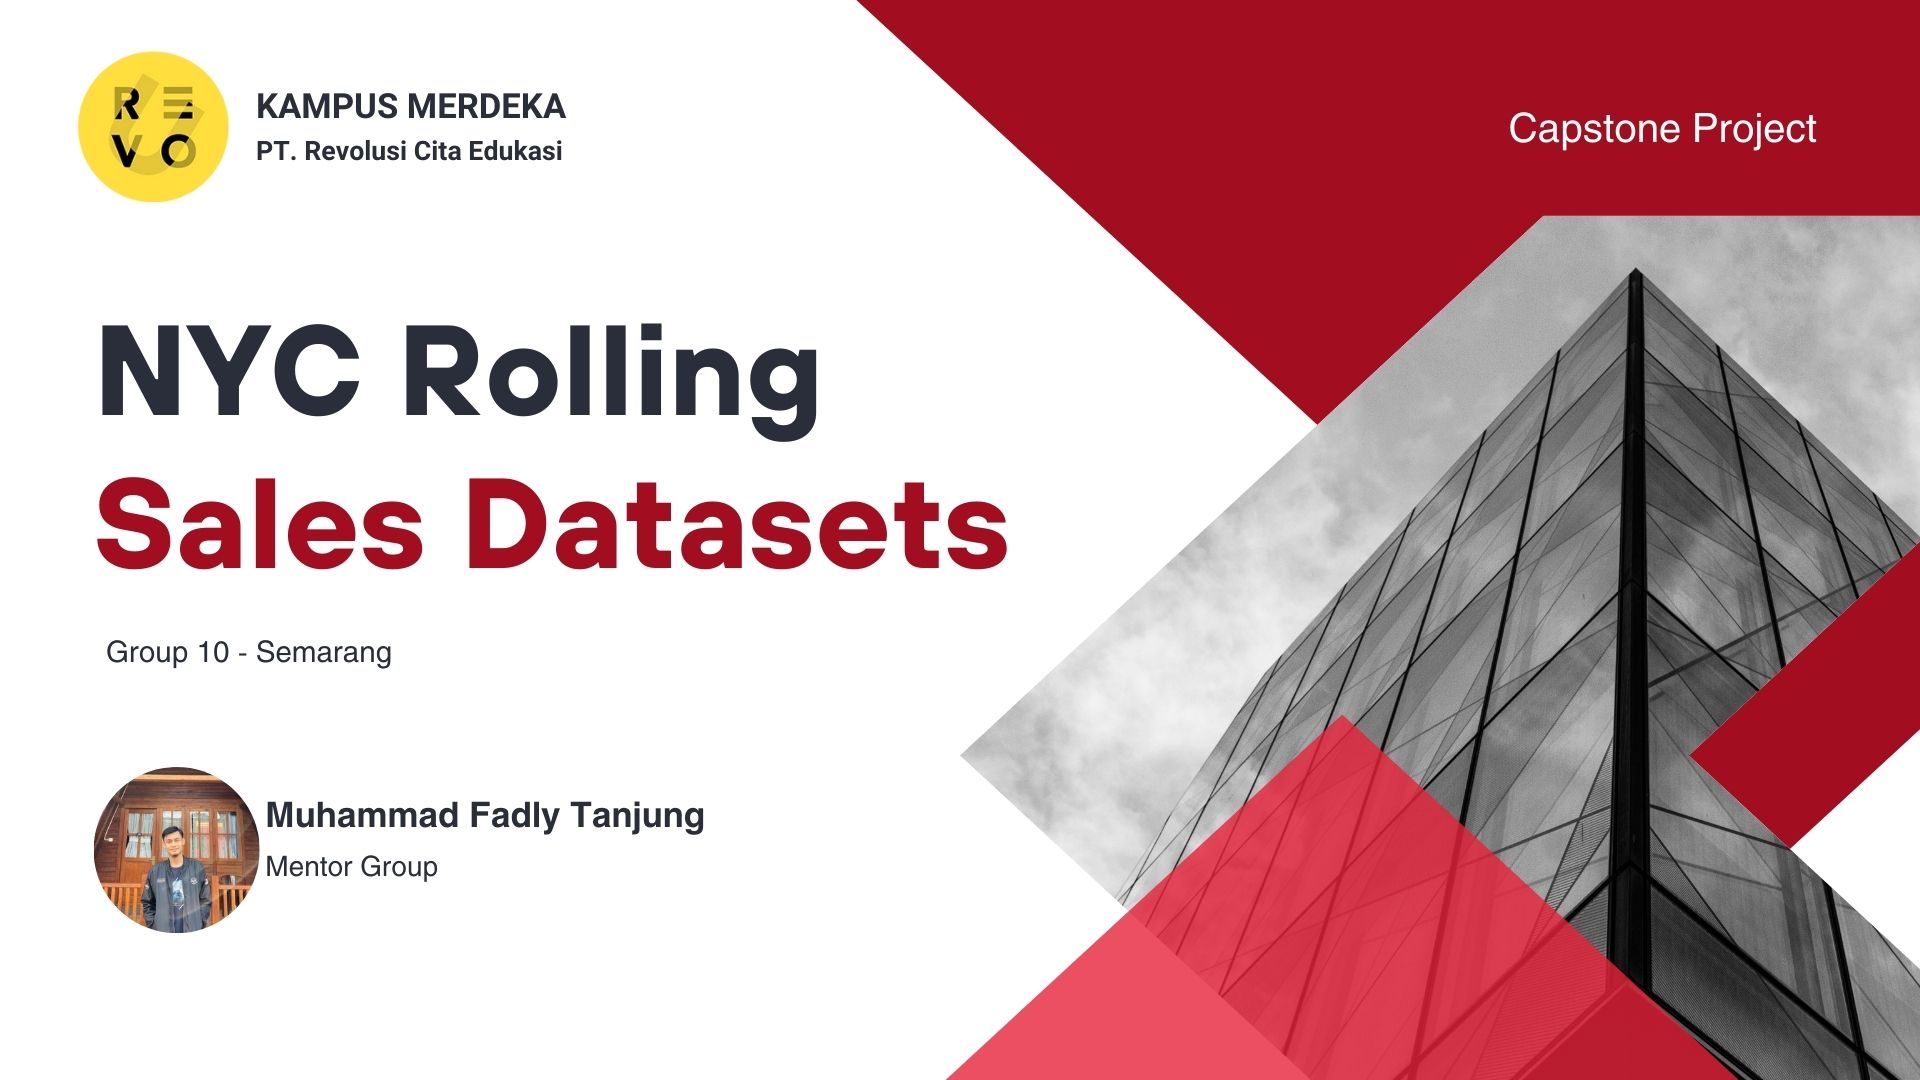 REVO
KAMPUS MERDEKA
PT. Revolusi Cita Edukasi
Capstone Project
NYC Rolling
Sales Datasets
Group 10 - Semarang
Muhammad Fadly Tanjung
Mentor Group